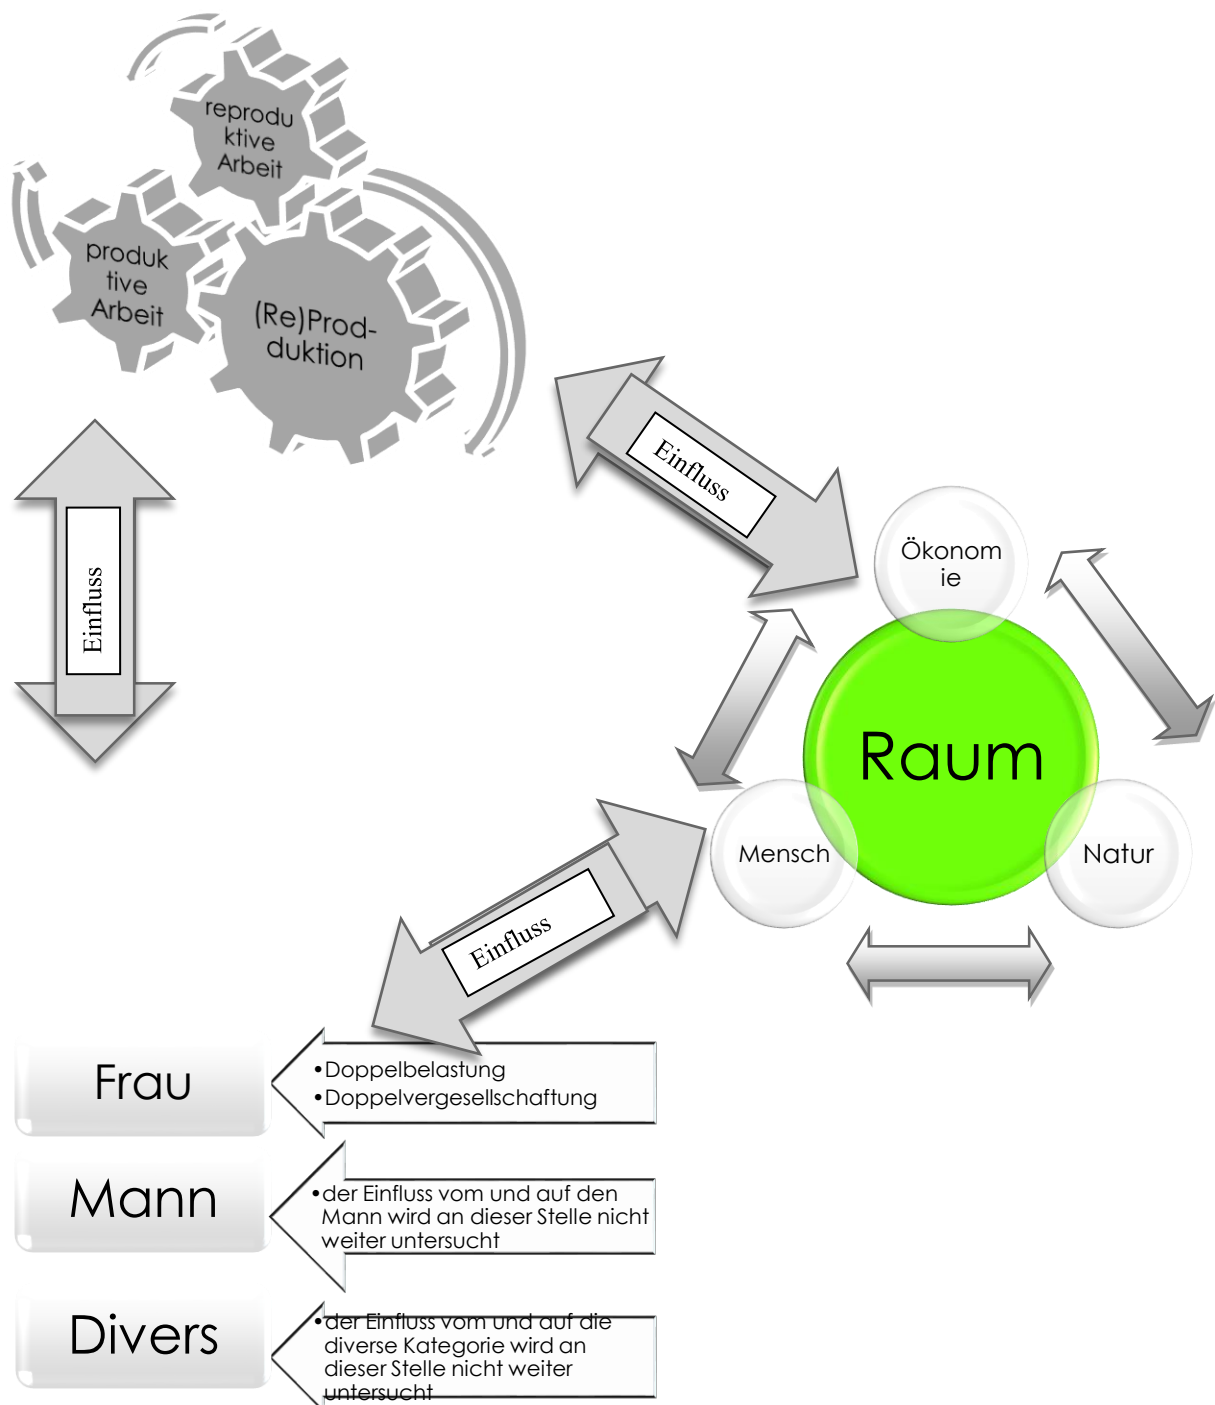 reprodu
ktive
Arbeit
produk
tive
Arbeit
(Re)Prod-
duktion
Einfluss
Einfluss
Ökonom
ie
Raum
Mensch
Natur
Einfluss
Frau
•Doppelbelastung
•Doppelvergesellschaftung
Mann
•der Einfluss vom und auf den
Mann wird an dieser Stelle nicht
weiter untersucht
Divers
•der Einfluss vom und auf die
diverse Kategorie wird an
dieser Stelle nicht weiter
untersucht